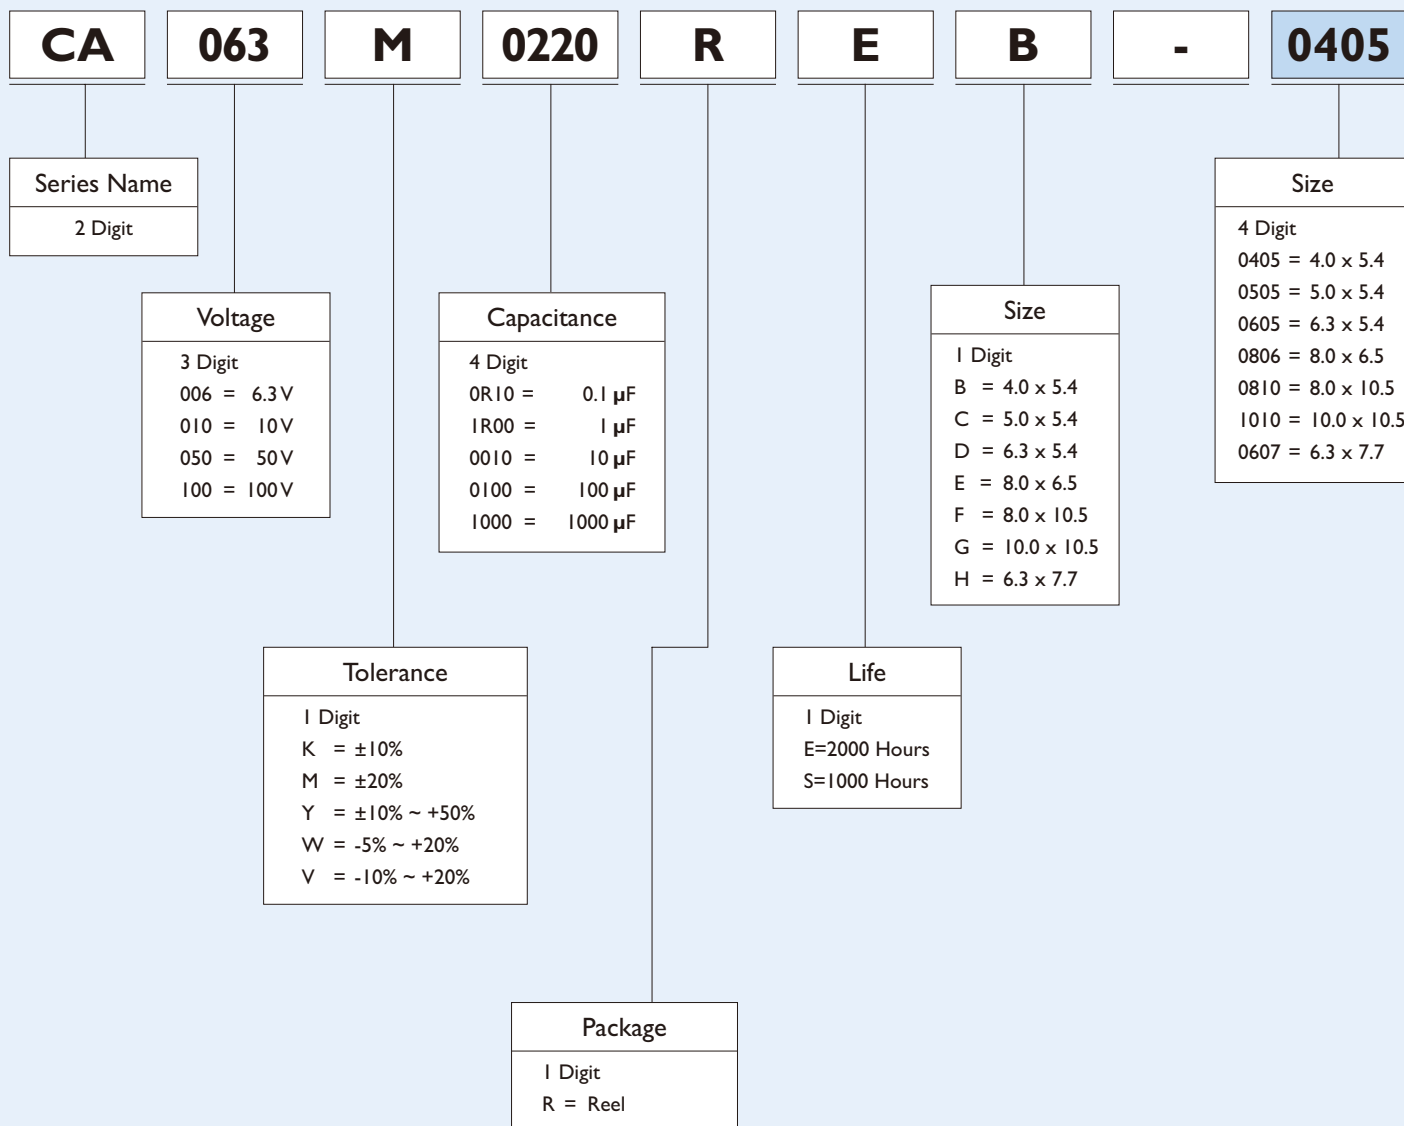 CA 063 M 0220 R E B - 0405
Series Name
2 Digit
Voltage
3 Digit
006 = 6.3 V
010 = 10 V
050 = 50 V
100 = 100 V
Capacitance
4 Digit
0R10 = 0.1 µF
1R00 = 1 µF
0010 = 10 µF
0100 = 100 µF
1000 = 1000 µF
Size
1 Digit
B = 4.0 x 5.4
C = 5.0 x 5.4
D = 6.3 x 5.4
E = 8.0 x 6.5
F = 8.0 x 10.5
G = 10.0 x 10.5
H = 6.3 x 7.7
Size
4 Digit
0405 = 4.0 x 5.4
0505 = 5.0 x 5.4
0605 = 6.3 x 5.4
0806 = 8.0 x 6.5
0810 = 8.0 x 10.5
1010 = 10.0 x 10.5
0607 = 6.3 x 7.7
Tolerance
1 Digit
K = ±10%
M = ±20%
Y = ±10% ~ +50%
W = -5% ~ +20%
V = -10% ~ +20%
Life
1 Digit
E=2000 Hours
S=1000 Hours
Package
1 Digit
R = Reel